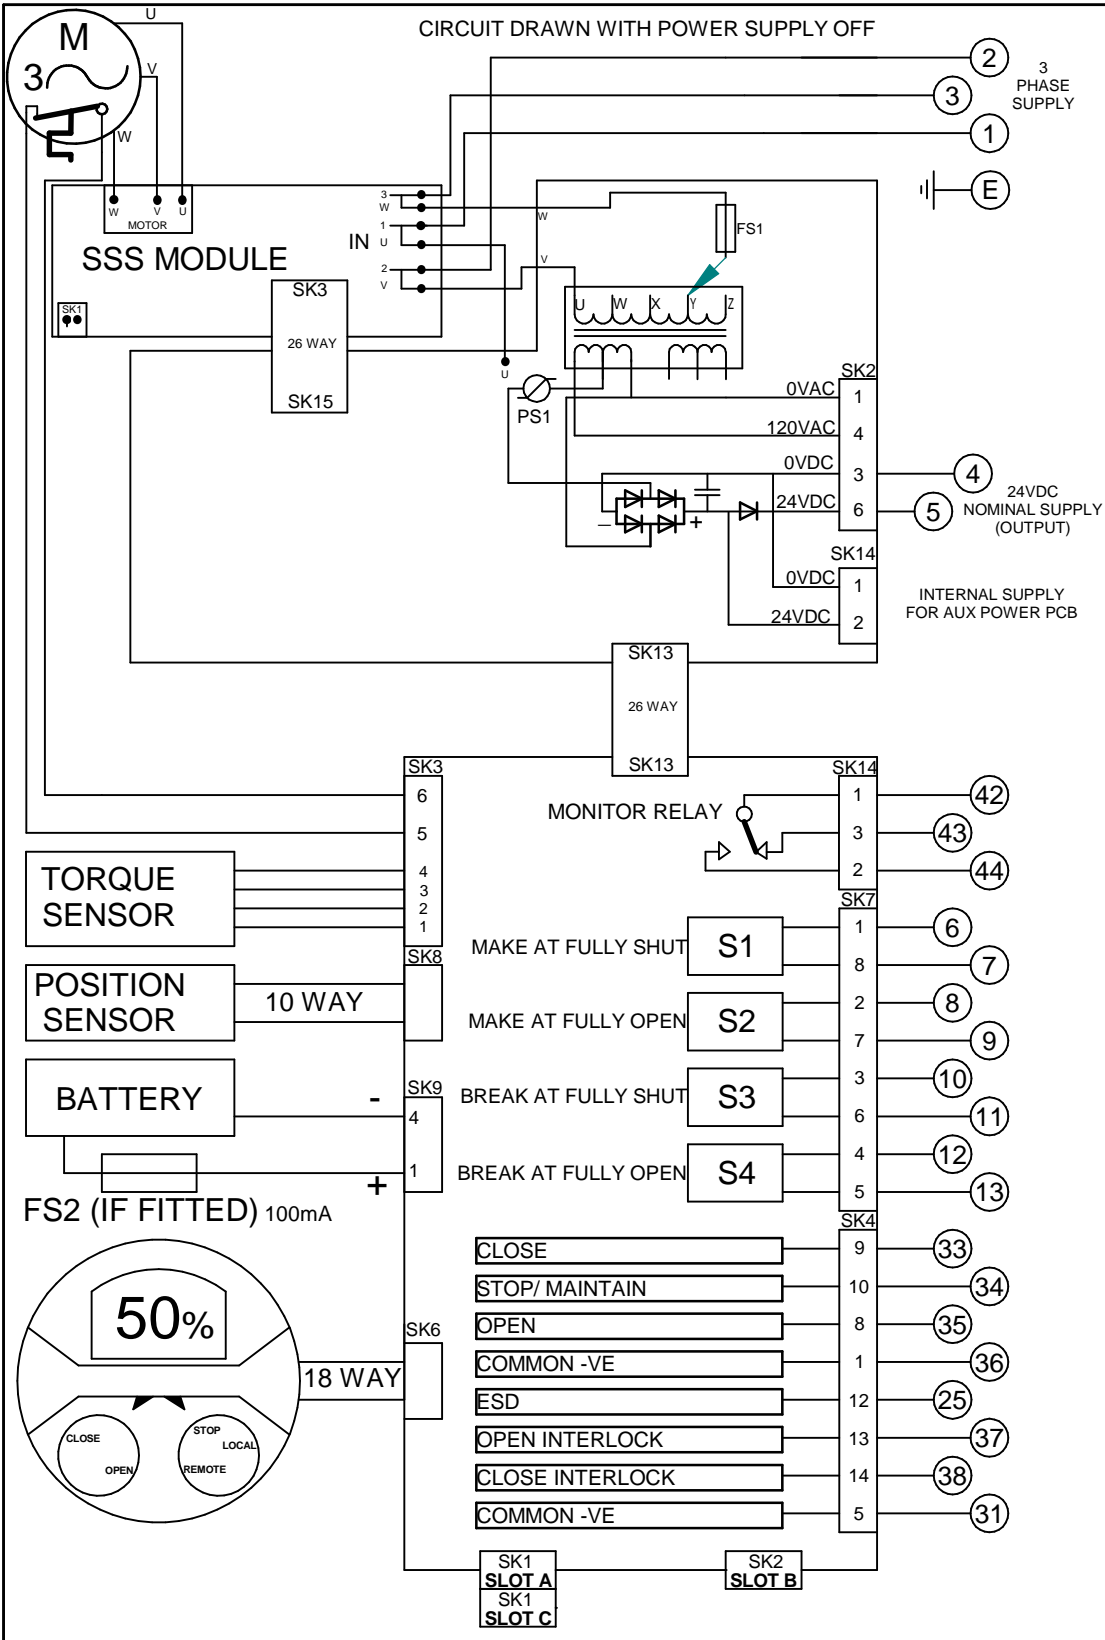 CIRCUIT DRAWN WITH POWER SUPPLY OFF
U
M
3
V
W
2
3
1
E
3
PHASE
SUPPLY
W
V
U
MOTOR
SSS MODULE
IN
3
W
1
U
2
V
W
V
FS1
SK1
SK3
26 WAY
SK15
U
U
W
X
Y
Z
PS1
SK2
0VAC
1
120VAC
4
0VDC
3
4
24VDC
6
5
24VDC
NOMINAL SUPPLY
(OUTPUT)
–
+
SK14
0VDC
1
24VDC
2
INTERNAL SUPPLY
FOR AUX POWER PCB
SK13
26 WAY
SK13
SK3
6
5
4
3
2
1
SK14
MONITOR RELAY
1
42
3
43
2
44
TORQUE
SENSOR
SK7
MAKE AT FULLY SHUT
S1
1
6
8
7
POSITION
SENSOR
10 WAY
SK8
MAKE AT FULLY OPEN
S2
2
8
7
9
BATTERY
-
+
SK9
4
1
BREAK AT FULLY SHUT
S3
3
10
6
11
BREAK AT FULLY OPEN
S4
4
12
5
13
FS2 (IF FITTED) 100mA
SK4
CLOSE
9
33
STOP/ MAINTAIN
10
34
OPEN
8
35
COMMON -VE
1
36
ESD
12
25
OPEN INTERLOCK
13
37
CLOSE INTERLOCK
14
38
COMMON -VE
5
31
50%
18 WAY
SK6
CLOSE
OPEN
STOP
LOCAL
REMOTE
SK1
SLOT A
SK1
SLOT C
SK2
SLOT B